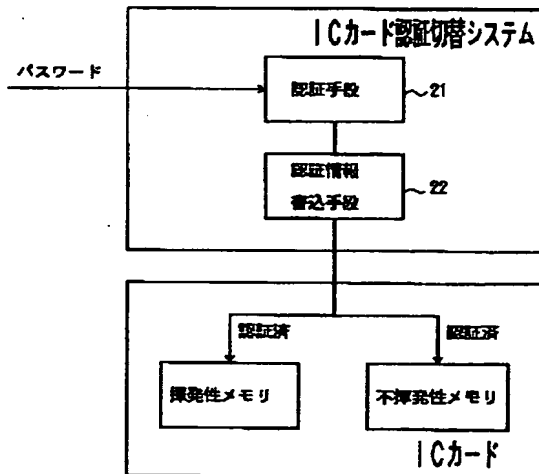 ICカード認証切替システム
パスワード
認証手段
21
認証情報
書込手段
22
認証済
認証済
揮発性メモリ
不揮発性メモリ
ICカード